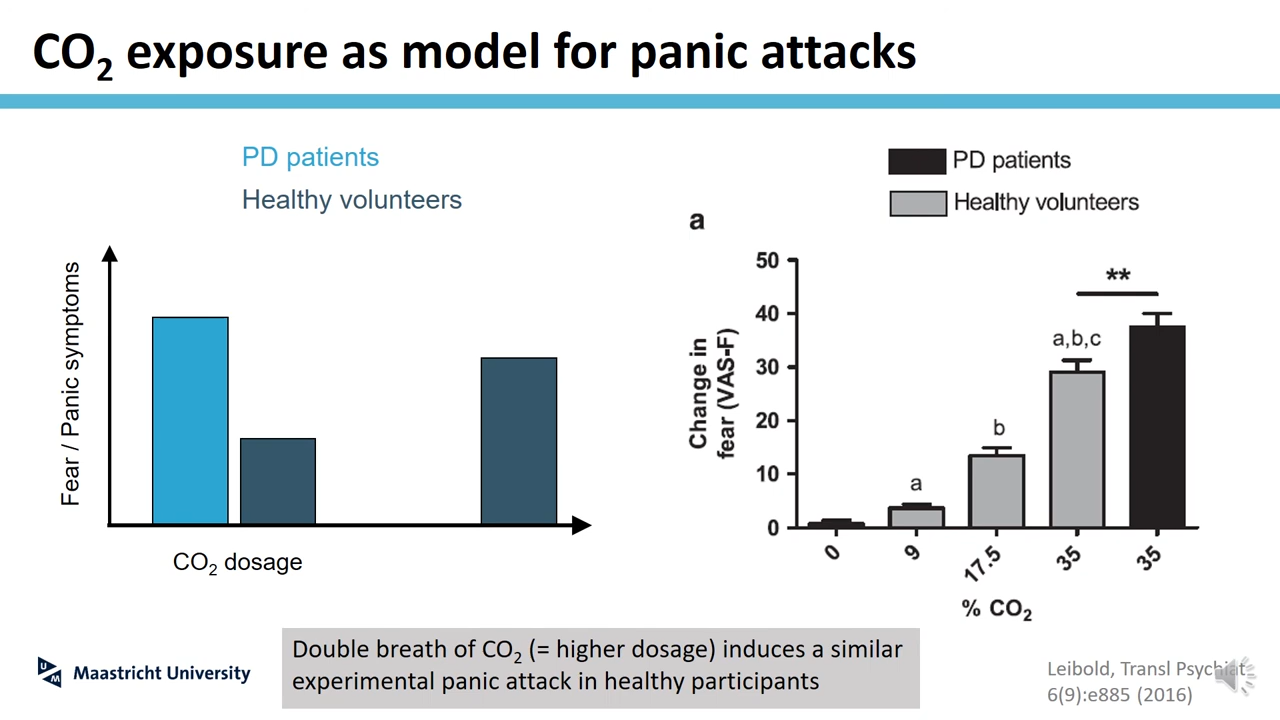 CO₂ exposure as model for panic attacks
PD patients
Healthy volunteers
Fear / Panic symptoms
CO₂ dosage
PD patients
Healthy volunteers
a
Change in
fear (VAS-F)
50
40
30
20
10
0
a
b
a,b,c
**
0
9
17.5
35
35
% CO₂
Double breath of CO₂ (= higher dosage) induces a similar
experimental panic attack in healthy participants
UM
Maastricht University
Leibold, Transl Psychiat
6(9):e885 (2016)